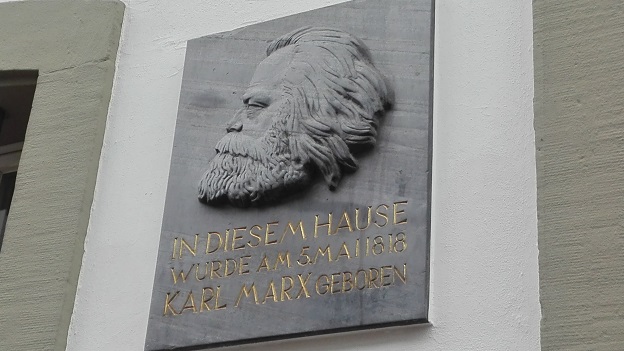 IN DIESEM HAUSE
WURDE AM 5.MAI 1818
KARL MARX GEBOREN